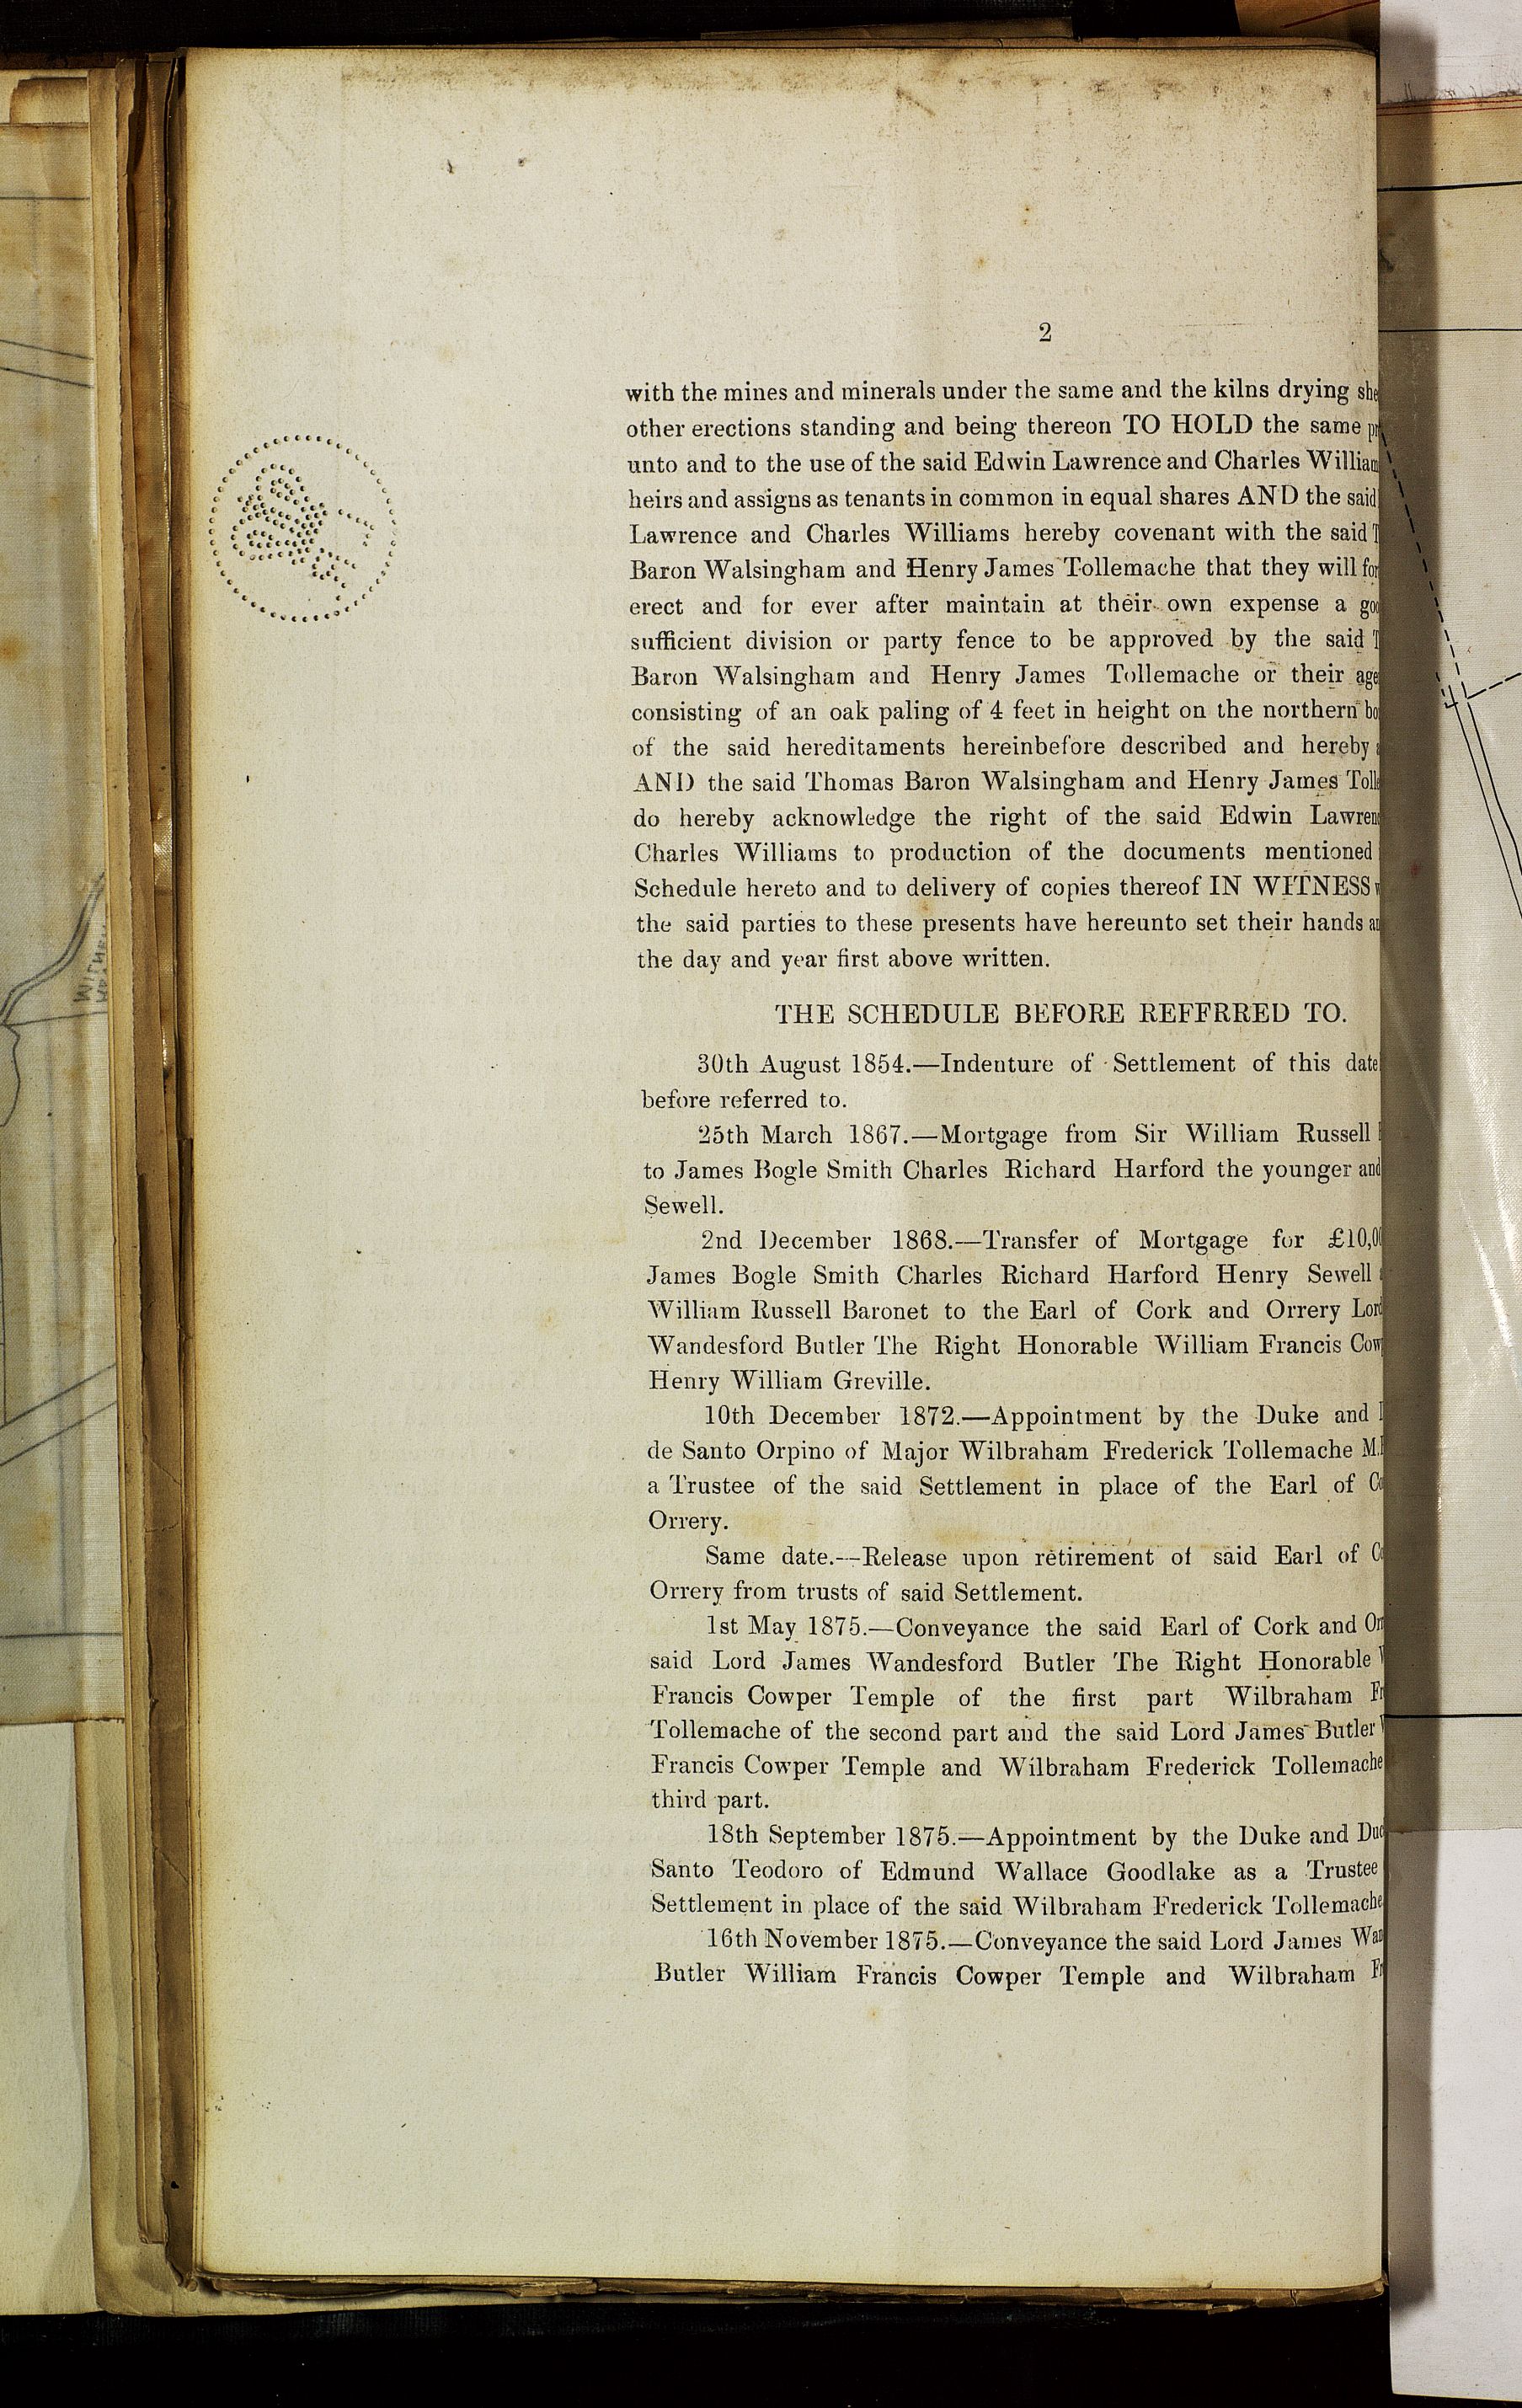 2
with the mines and minerals under the same and the kilns drying
other erections standing and being thereon TO HOLD the same
unto and to the use of the said Edwin Lawrence and Charles
heirs and assigns as tenants in common in equal shares AND the said
Lawrence and Charles Williams hereby covenant with the said
Baron Walsingham and Henry James Tollemache that they will
erect and for ever after maintain at their own expense a
sufficient division or party fence to be approved by the said
Baron Walsingham and Henry James Tollemache or their
consisting of an oak paling of 4 feet in height on the northern
of the said hereditaments hereinbefore described and hereby
AND the said Thomas Baron Walsingham and Henry James
do hereby acknowledge the right of the said Edwin
Charles Williams to production of the documents mentioned
Schedule hereto and to delivery of copies thereof IN WITNESS
the said parties to these presents have hereunto set their hands
the day and year first above written.
THE SCHEDULE BEFORE REFFRRED TO.
30th August 1854.—Indenture of Settlement of this date
before referred to.
25th March 1867.—Mortgage from Sir William Russell
to James Bogle Smith Charles Richard Harford the younger and
Sewell.
2nd December 1868.—Transfer of Mortgage for
James Bogle Smith Charles Richard Harford Henry Sewell
William Russell Baronet to the Earl of Cork and Orrery
Wandesford Butler The Right Honorable William Francis
Henry William Greville.
10th December 1872.—Appointment by the Duke and
de Santo Orpino of Major Wilbraham Frederick Tollemache
a Trustee of the said Settlement in place of the Earl of
Orrery.
Same date.—Release upon retirement of said Earl of
Orrery from trusts of said Settlement.
1st May 1875.—Conveyance the said Earl of Cork and
said Lord James Wandesford Butler The Right Honorable
Francis Cowper Temple of the first part Wilbraham
Tollemache of the second part and the said Lord James Butler
Francis Cowper Temple and Wilbraham Frederick Tollemache
third part.
18th September 1875.—Appointment by the Duke and
Santo Teodoro of Edmund Wallace Goodlake as a Trustee
Settlement in place of the said Wilbraham Frederick Tollemache
16th November 1875.—Conveyance the said Lord James
Butler William Francis Cowper Temple and Wilbraham